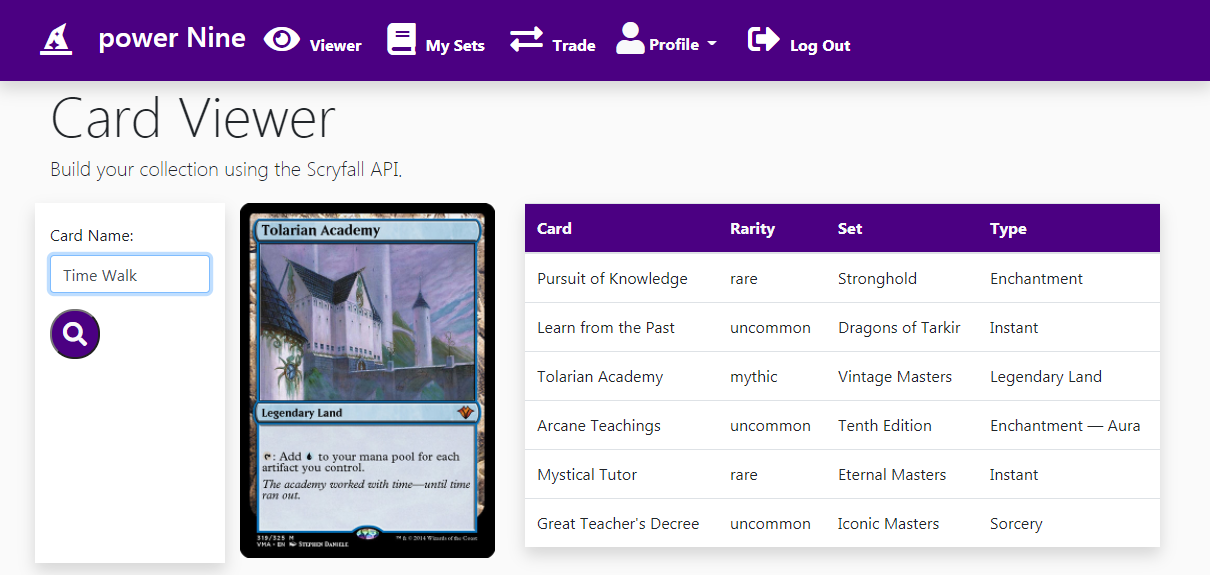 power Nine Viewer My Sets Trade Profile Log Out
Card Viewer
Build your collection using the Scryfall API.
Card Name:
Time Walk
Tolarian Academy
Legendary Land
: Add to your mana pool for each
artifact you control.
The academy worked with time—until time
ran out.
319/325 M
VMA • EN Stephen Daniele
™ & © 2014 Wizards of the Coast
Card Rarity Set Type
Pursuit of Knowledge rare Stronghold Enchantment
Learn from the Past uncommon Dragons of Tarkir Instant
Tolarian Academy mythic Vintage Masters Legendary Land
Arcane Teachings uncommon Tenth Edition Enchantment — Aura
Mystical Tutor rare Eternal Masters Instant
Great Teacher's Decree uncommon Iconic Masters Sorcery